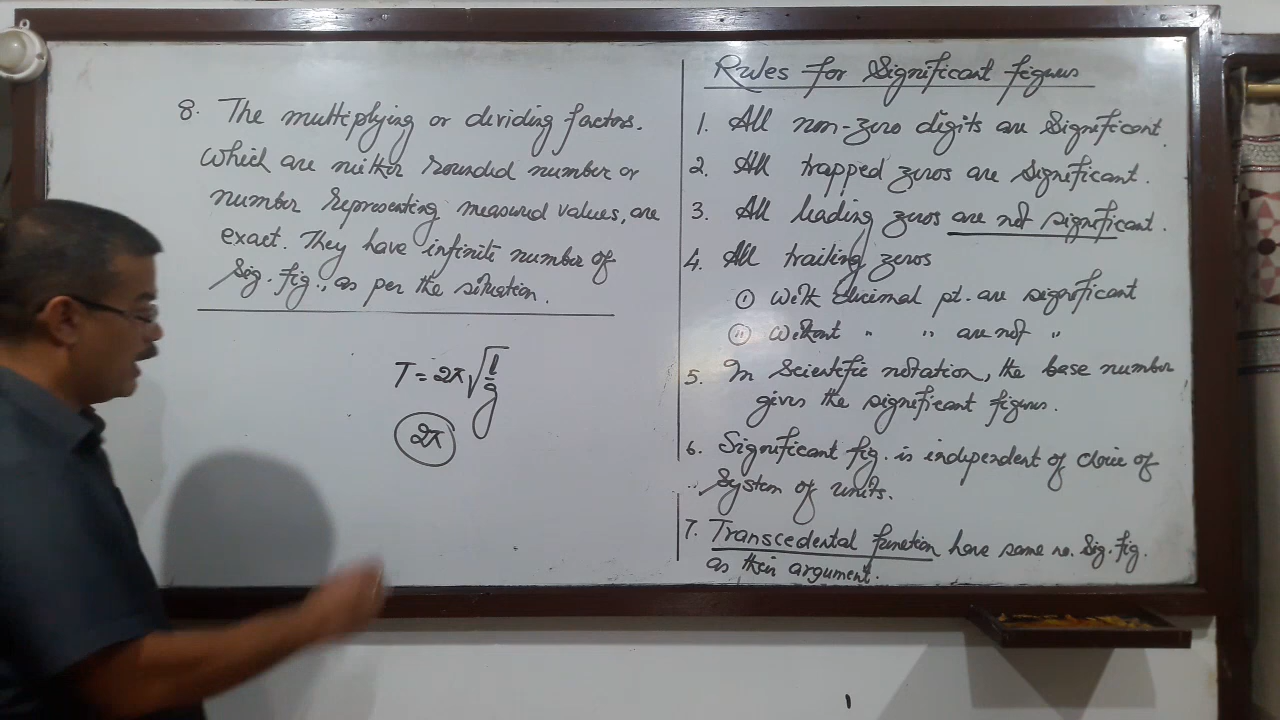 8. The multiplying or dividing factors.
Which are neither rounded number or
number representing measured values, are
exact. They have infinite number of
Sig. fig., as per the situation.
T = 2π√(l/g)
2π
Rules for Significant figures
1. All non-zero digits are Significant.
2. All trapped zeros are significant.
3. All leading zeros are not significant.
4. All trailing zeros
(i) With decimal pt. are significant
(ii) Without " " are not "
5. In Scientific notation, the base number
gives the significant figures.
6. Significant fig. is independent of choice of
System of units.
7. Transcedental function have same no. Sig. fig.
as their argument.